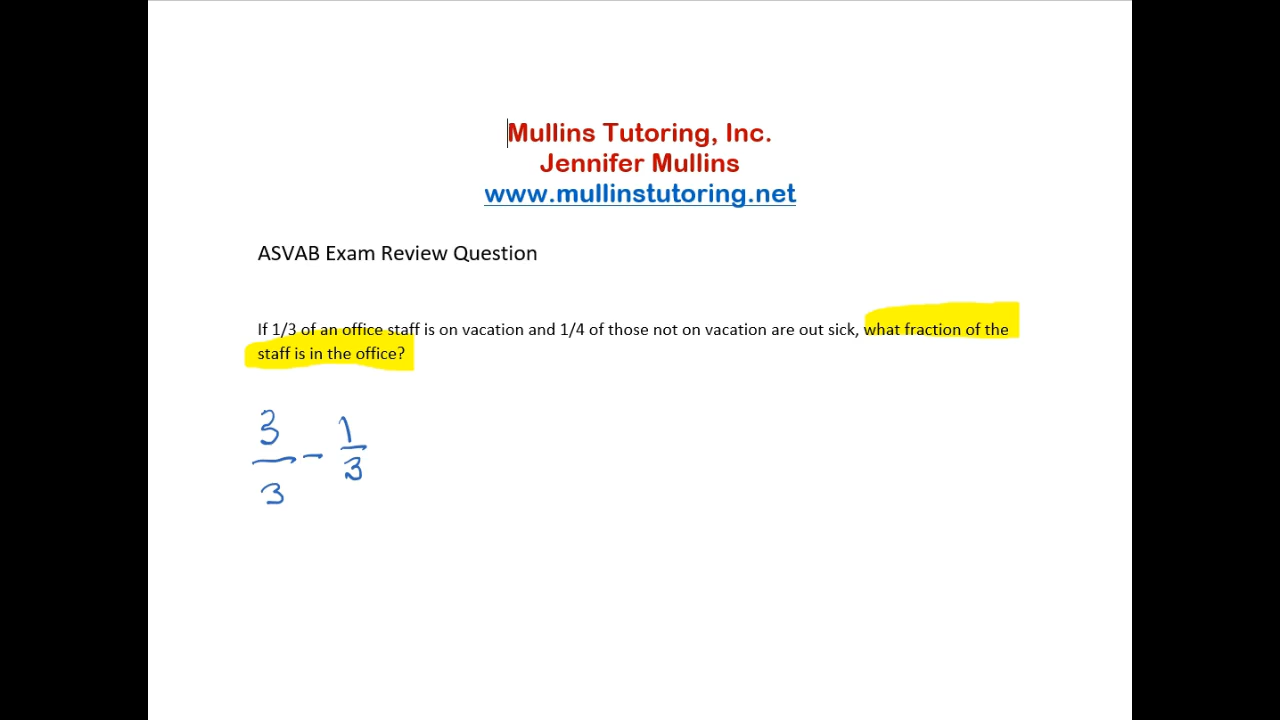 Mullins Tutoring, Inc.
Jennifer Mullins
www.mullinstutoring.net
ASVAB Exam Review Question
If 1/3 of an office staff is on vacation and 1/4 of those not on vacation are out sick, what fraction of the
staff is in the office?
3/3 - 1/3